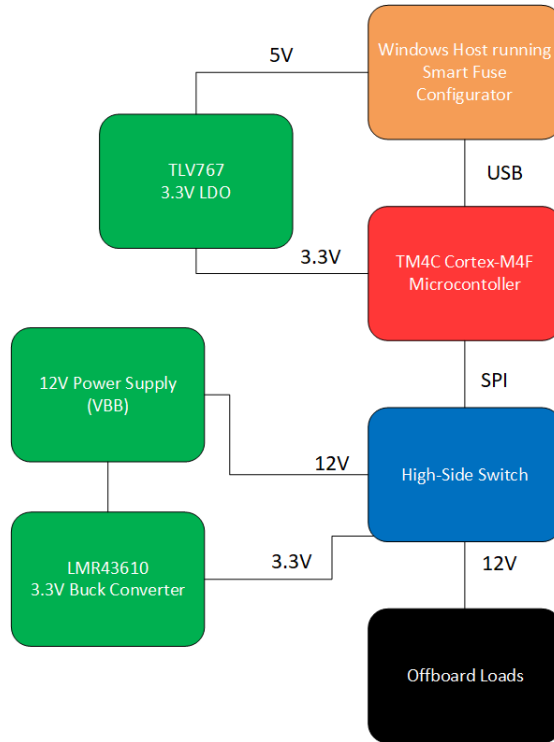 5V
Windows Host running
Smart Fuse
Configurator
TLV767
3.3V LDO
USB
3.3V
TM4C Cortex-M4F
Microcontoller
SPI
12V Power Supply
(VBB)
12V
High-Side Switch
3.3V
LMR43610
3.3V Buck Converter
12V
Offboard Loads